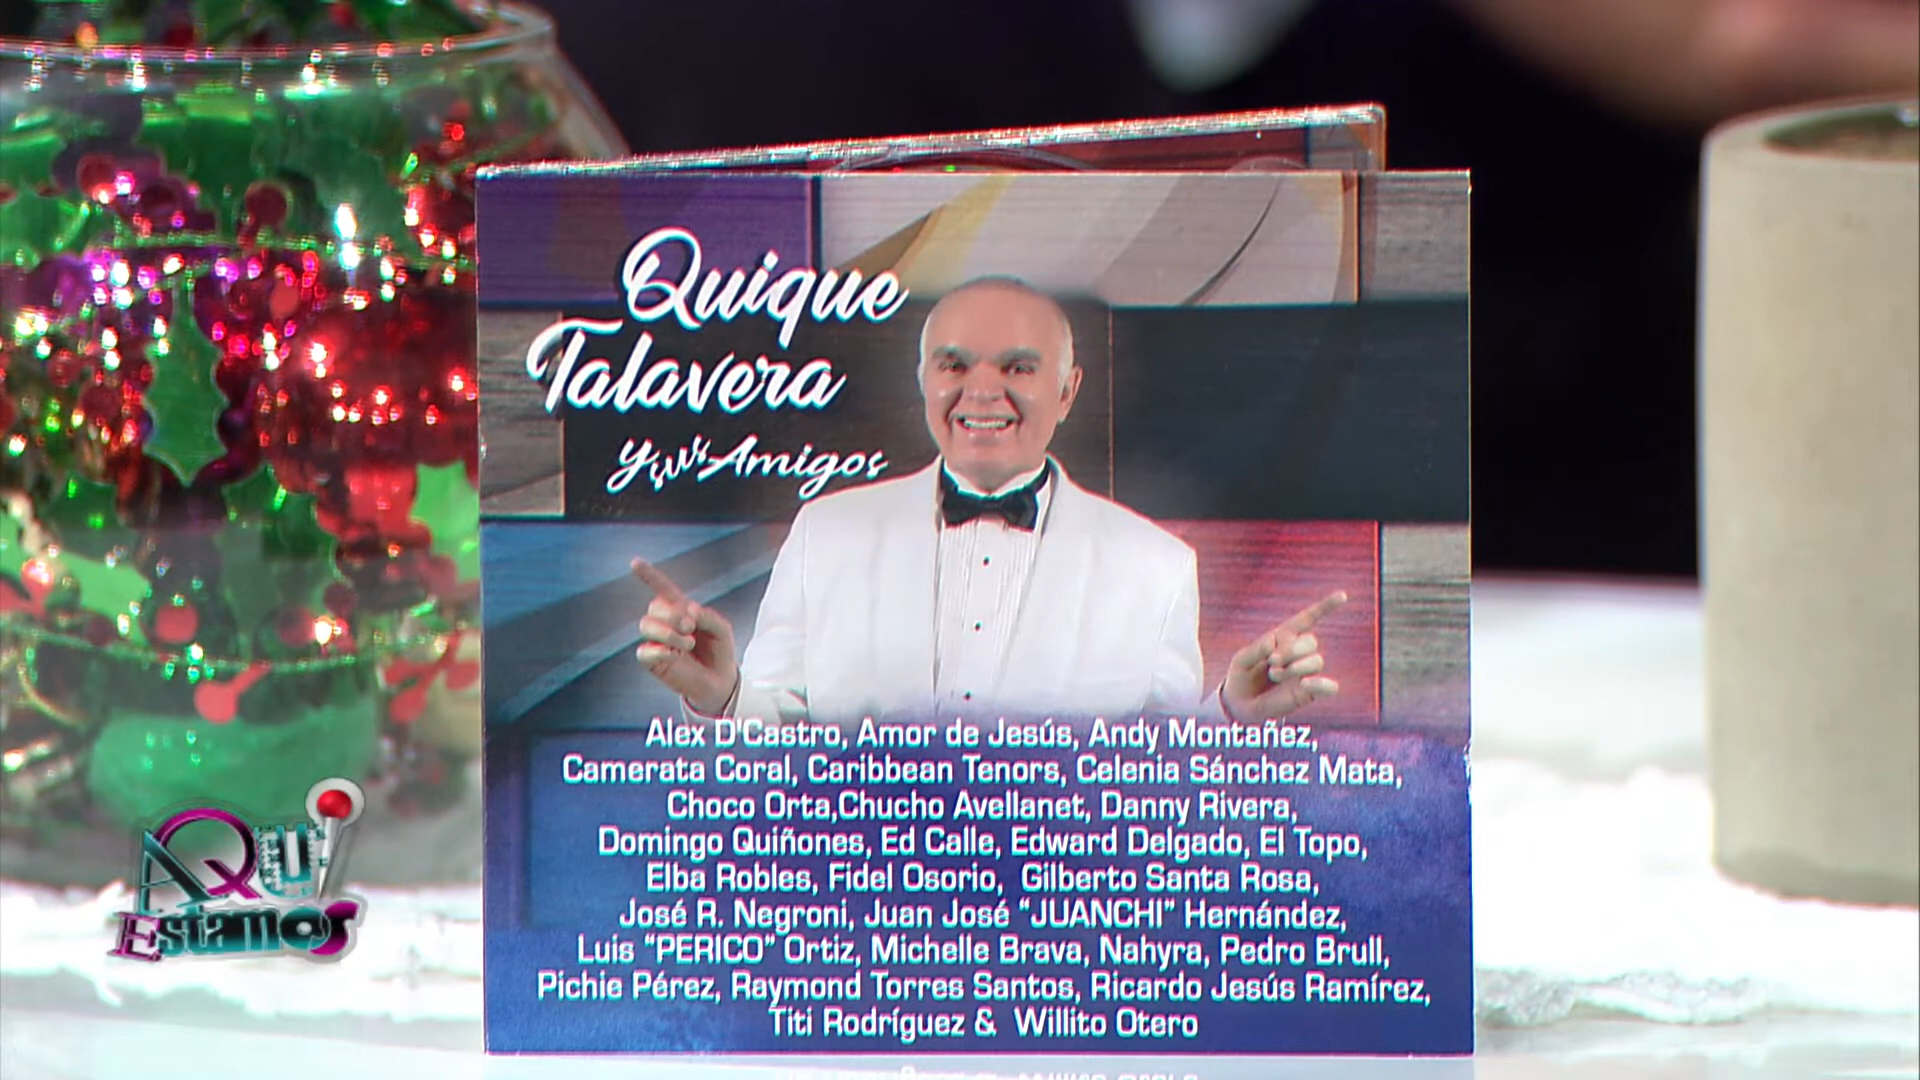 Quique
Talavera
y sus Amigos
Alex D'Castro, Amor de Jesús, Andy Montañez,
Camerata Coral, Caribbean Tenors, Celenia Sánchez Mata,
Choco Orta,Chucho Avellanet, Danny Rivera,
Domingo Quiñones, Ed Calle, Edward Delgado, El Topo,
Elba Robles, Fidel Osorio, Gilberto Santa Rosa,
José R. Negroni, Juan José “JUANCHI” Hernández,
Luis “PERICO” Ortiz, Michelle Brava, Nahyra, Pedro Brull,
Pichie Pérez, Raymond Torres Santos, Ricardo Jesús Ramírez,
Titi Rodríguez & Willito Otero
AQuí
Estamos